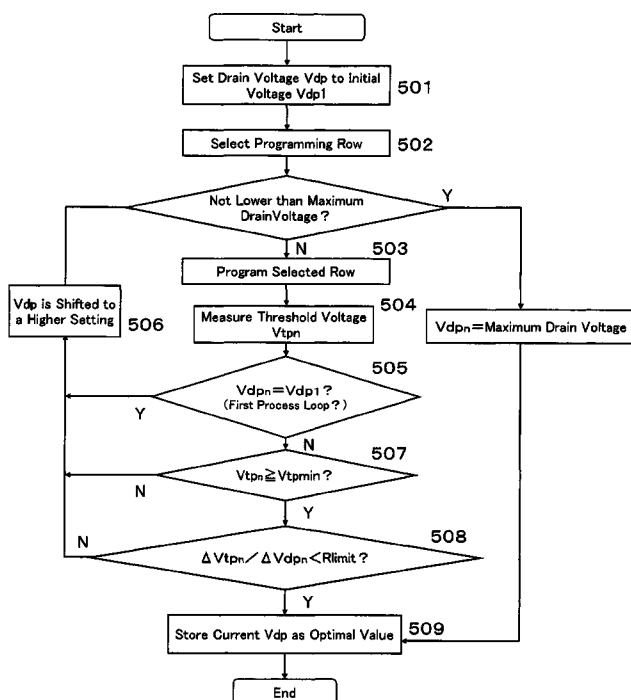 Start
Set Drain Voltage Vdp to Initial
Voltage Vdp1
501
Select Programming Row
502
Not Lower than Maximum
DrainVoltage?
Y
N
503
Program Selected Row
504
Measure Threshold Voltage
Vtpn
Vdp is Shifted to
a Higher Setting
506
Vdpn=Maximum Drain Voltage
505
Vdpn=Vdp1?
(First Process Loop?)
Y
N
507
Vtpn≧Vtpmin?
N
Y
508
ΔVtpn/ΔVdpn<Rlimit?
N
Y
509
Store Current Vdp as Optimal Value
End